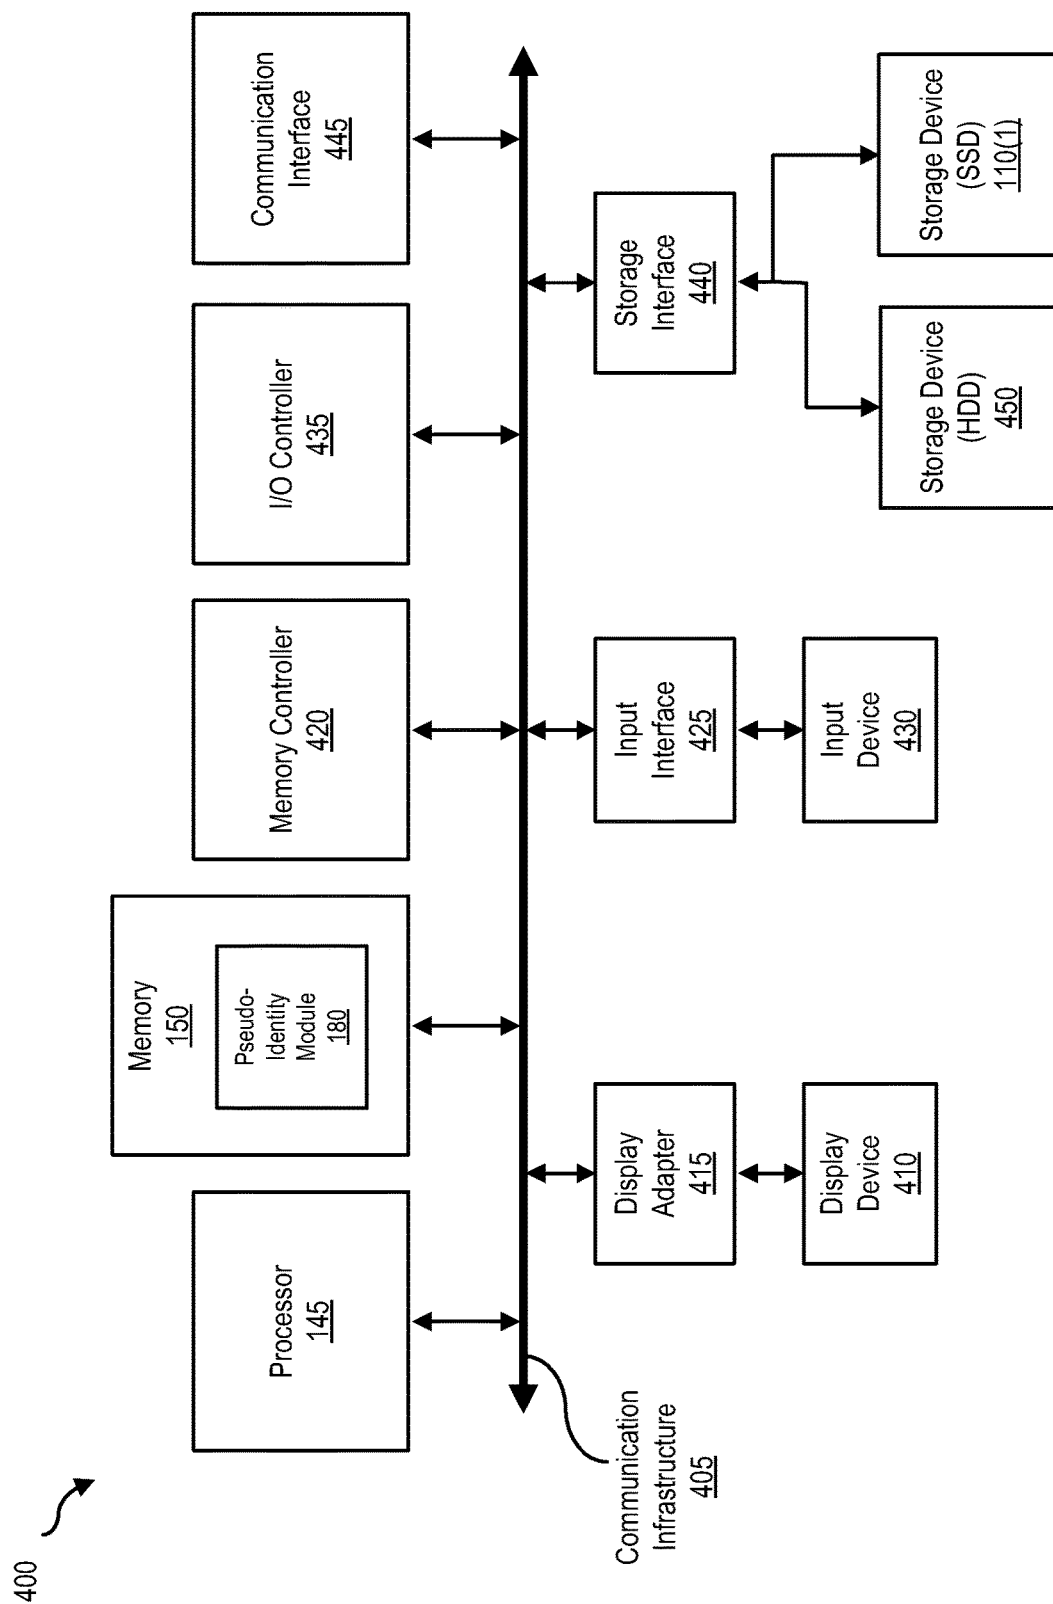 400
Processor
145
Memory
150
Pseudo-
Identity
Module
180
Memory Controller
420
I/O Controller
435
Communication
Interface
445
Communication
Infrastructure
405
Display
Adapter
415
Display
Device
410
Input
Interface
425
Input
Device
430
Storage
Interface
440
Storage Device
(HDD)
450
Storage Device
(SSD)
110(1)